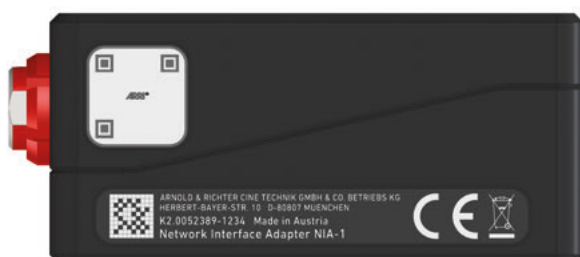 ARRI
ARNOLD & RICHTER CINE TECHNIK GMBH & CO. BETRIEBS KG
HERBERT-BAYER-STR. 10 D-80807 MUENCHEN
K2.0052389-1234 Made in Austria
Network Interface Adapter NIA-1
CE